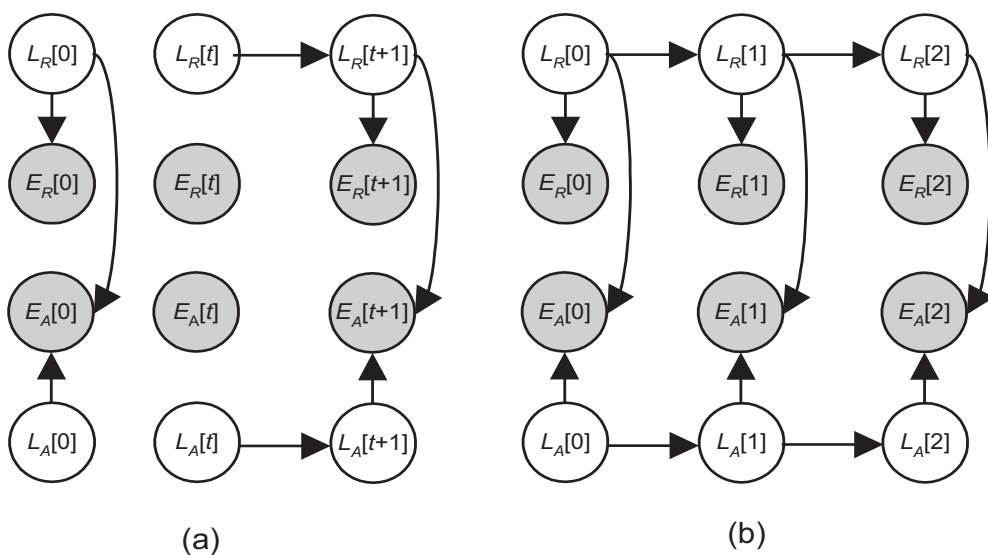 L_R[0] L_R[t] L_R[t+1] L_R[0] L_R[1] L_R[2]
E_R[0] E_R[t] E_R[t+1] E_R[0] E_R[1] E_R[2]
E_A[0] E_A[t] E_A[t+1] E_A[0] E_A[1] E_A[2]
L_A[0] L_A[t] L_A[t+1] L_A[0] L_A[1] L_A[2]
(a) (b)